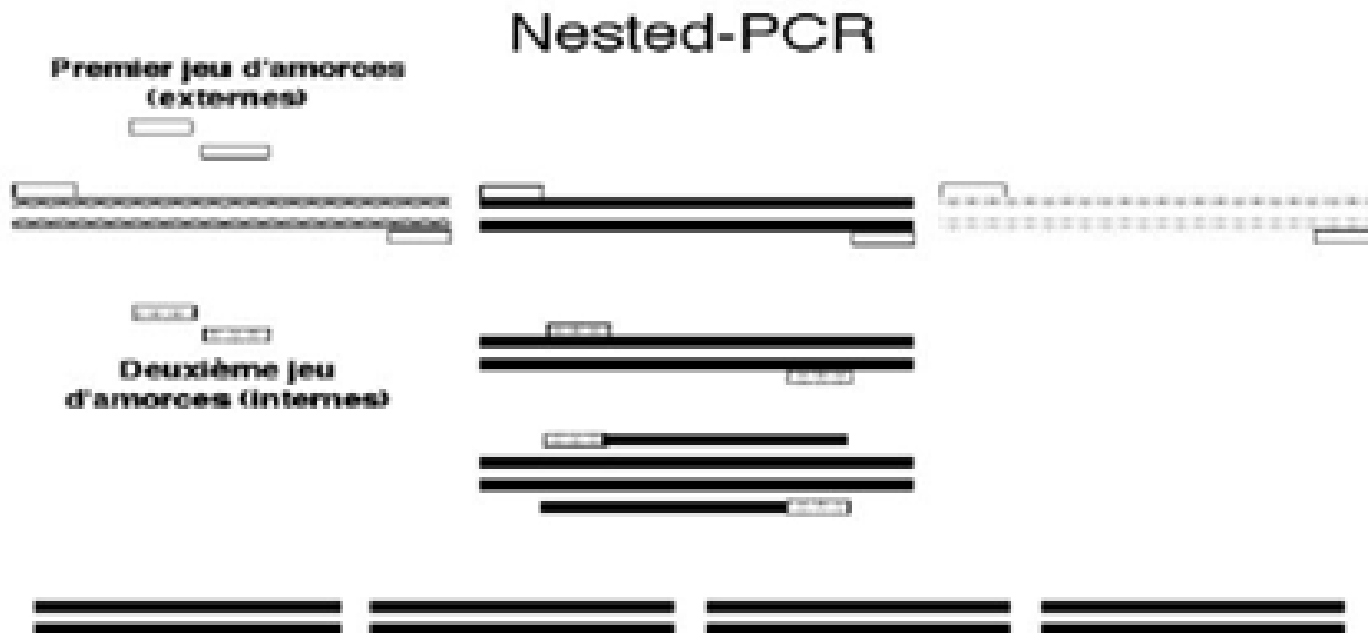 Nested-PCR
Premier jeu d'amorces
(externes)
Deuxième jeu
d'amorces (internes)